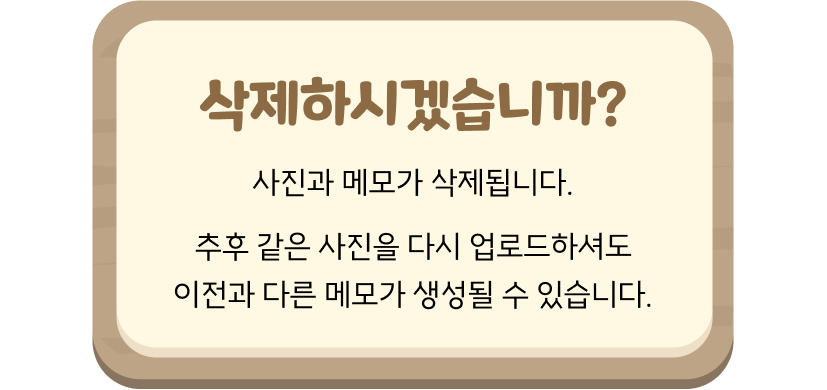 삭제하시겠습니까?
사진과 메모가 삭제됩니다.
추후 같은 사진을 다시 업로드하셔도
이전과 다른 메모가 생성될 수 있습니다.